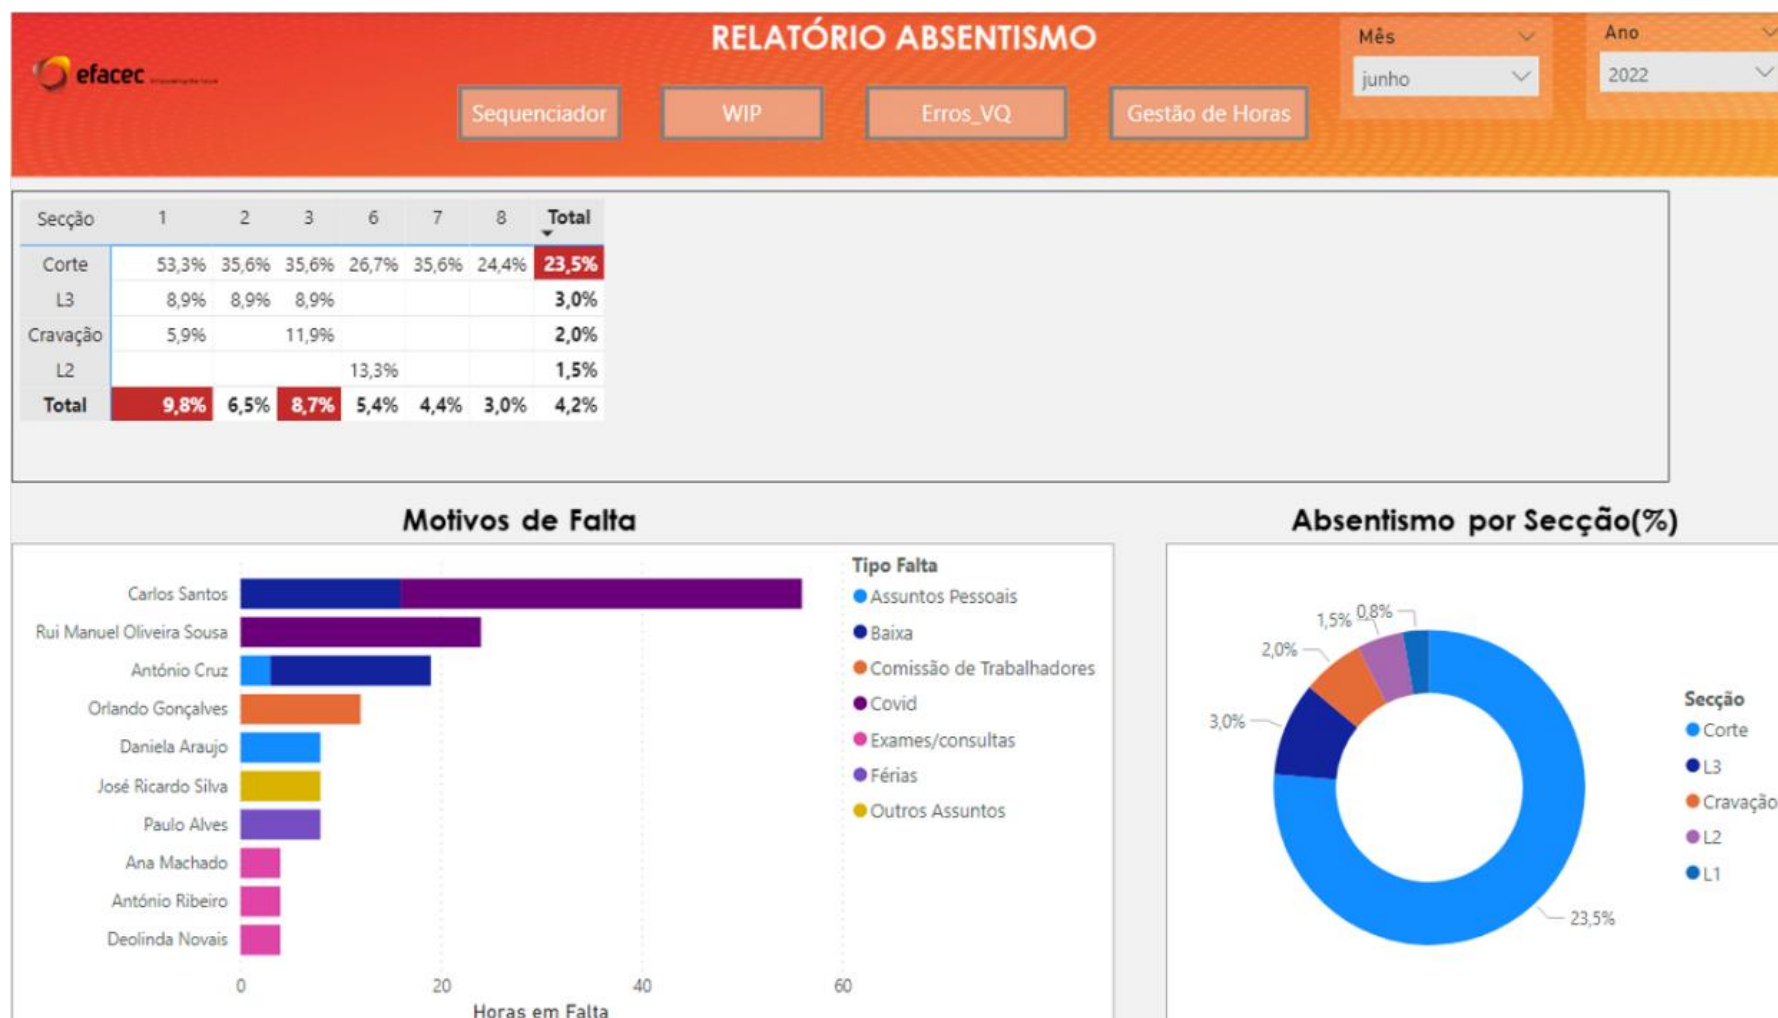 RELATÓRIO ABSENTISMO
Mês
Ano
efacec
junho
2022
Sequenciador
WIP
Erros_VQ
Gestão de Horas
Secção 1 2 3 6 7 8 Total
Corte 53,3% 35,6% 35,6% 26,7% 35,6% 24,4% 23,5%
L3 8,9% 8,9% 8,9% 3,0%
Cravação 5,9% 11,9% 2,0%
L2 13,3% 1,5%
Total 9,8% 6,5% 8,7% 5,4% 4,4% 3,0% 4,2%
Motivos de Falta
Carlos Santos
Rui Manuel Oliveira Sousa
António Cruz
Orlando Gonçalves
Daniela Araujo
José Ricardo Silva
Paulo Alves
Ana Machado
António Ribeiro
Deolinda Novais
0 20 40 60
Horas em Falta
Tipo Falta
Assuntos Pessoais
Baixa
Comissão de Trabalhadores
Covid
Exames/consultas
Férias
Outros Assuntos
Absentismo por Secção(%)
0,8%
1,5%
2,0%
3,0%
23,5%
Secção
Corte
L3
Cravação
L2
L1